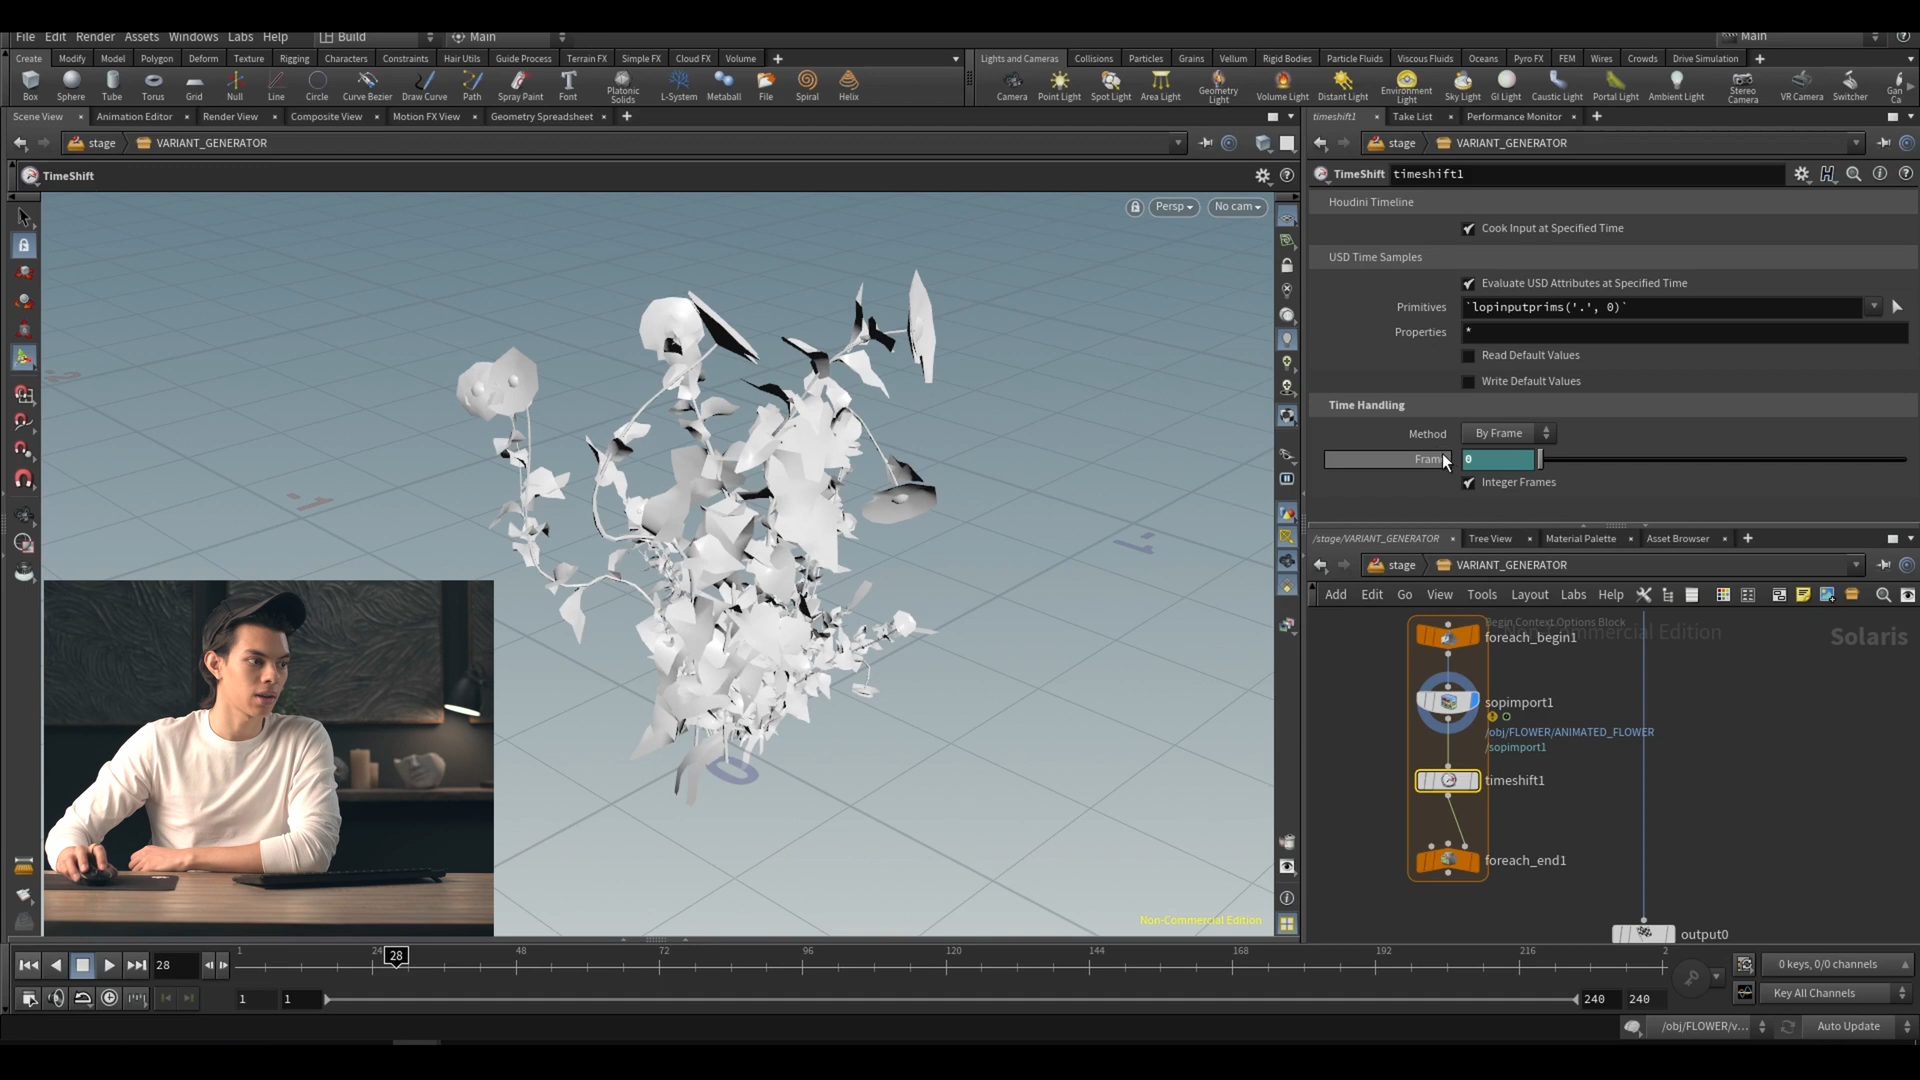 File Edit Render Assets Windows Labs Help Build Main Main
Create Modify Model Polygon Deform Texture Rigging Characters Constraints Hair Utils Guide Process Terrain FX Simple FX Cloud FX Volume
Lights and Cameras Collisions Particles Grains Vellum Rigid Bodies Particle Fluids Viscous Fluids Oceans Pyro FX FEM Wires Crowds Drive Simulation
Box Sphere Tube Torus Grid Null Line Circle Curve Bezier Draw Curve Path Spray Paint Font Platonic Solids L-System Metaball File Spiral Helix
Camera Point Light Spot Light Area Light Geometry Light Volume Light Distant Light Environment Light Sky Light GI Light Caustic Light Portal Light Ambient Light Stereo Camera VR Camera Switcher Gan Ca
Scene View Animation Editor Render View Composite View Motion FX View Geometry Spreadsheet
timeshift1 Take List Performance Monitor
stage VARIANT_GENERATOR
stage VARIANT_GENERATOR
TimeShift
TimeShift timeshift1
Persp No cam
Houdini Timeline
Cook Input at Specified Time
USD Time Samples
Evaluate USD Attributes at Specified Time
Primitives `lopinputprims('.', 0)`
Properties *
Read Default Values
Write Default Values
Time Handling
Method By Frame
Fram 0
Integer Frames
/stage/VARIANT_GENERATOR Tree View Material Palette Asset Browser
stage VARIANT_GENERATOR
Add Edit Go View Tools Layout Labs Help
Begin Context Options Block
foreach_begin1
Non-Commercial Edition
Solaris
sopimport1
/obj/FLOWER/ANIMATED_FLOWER
/sopimport1
timeshift1
foreach_end1
output0
Non-Commercial Edition
28
1 24 28 48 72 96 120 144 168 192 216 2
0 keys, 0/0 channels
1 1 240 240
Key All Channels
/obj/FLOWER/v... Auto Update